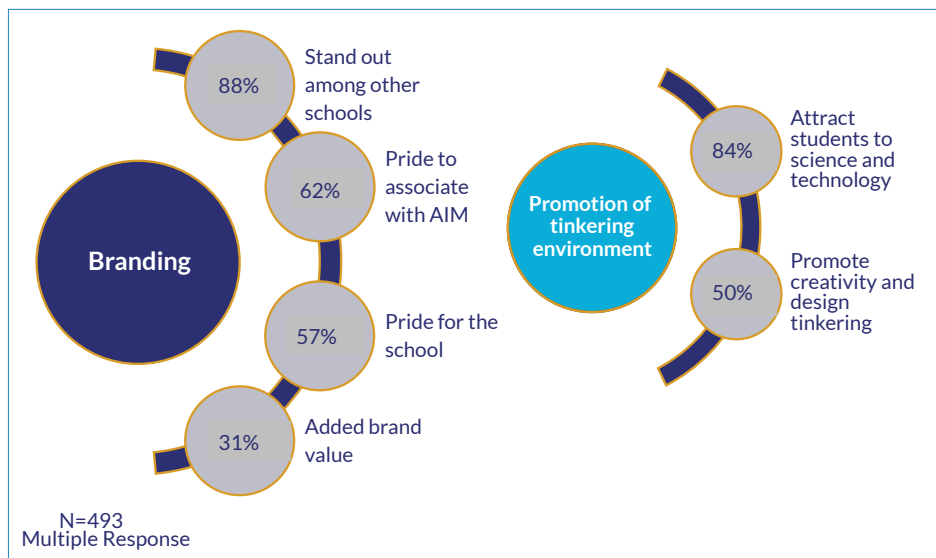 Branding
88%
Stand out
among other
schools
62%
Pride to
associate
with AIM
57%
Pride for the
school
31%
Added brand
value
Promotion of
tinkering
environment
84%
Attract
students to
science and
technology
50%
Promote
creativity and
design
tinkering
N=493
Multiple Response